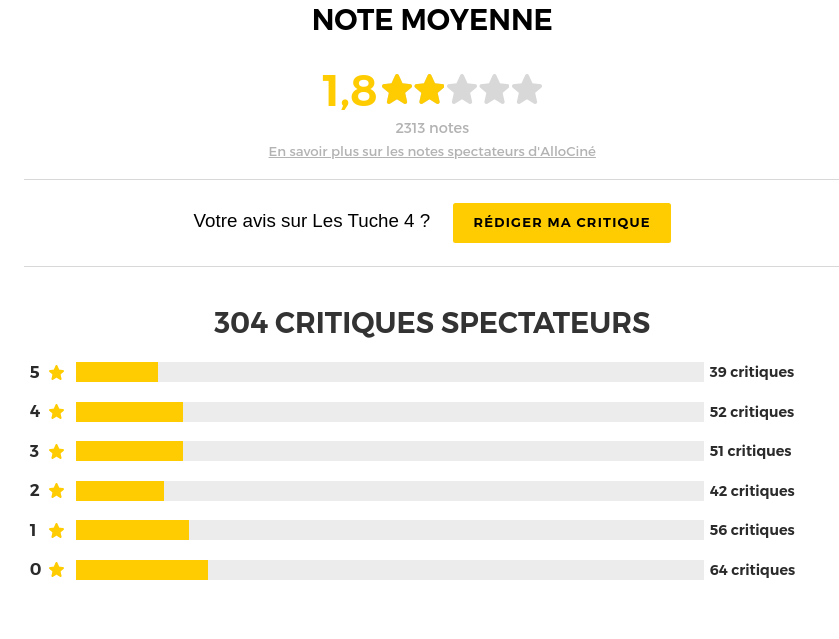 NOTE MOYENNE
1,8
2313 notes
En savoir plus sur les notes spectateurs d'AlloCiné
Votre avis sur Les Tuche 4 ? RÉDIGER MA CRITIQUE
304 CRITIQUES SPECTATEURS
5 39 critiques
4 52 critiques
3 51 critiques
2 42 critiques
1 56 critiques
0 64 critiques